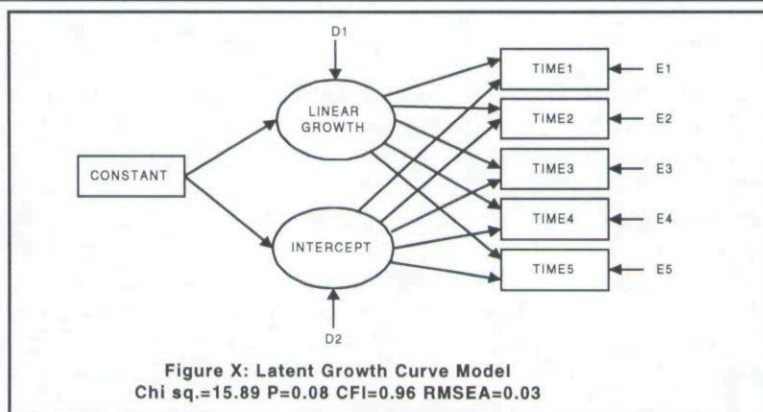 D1
LINEAR
GROWTH
CONSTANT
INTERCEPT
D2
TIME1
E1
TIME2
E2
TIME3
E3
TIME4
E4
TIME5
E5
Figure X: Latent Growth Curve Model
Chi sq.=15.89 P=0.08 CFI=0.96 RMSEA=0.03